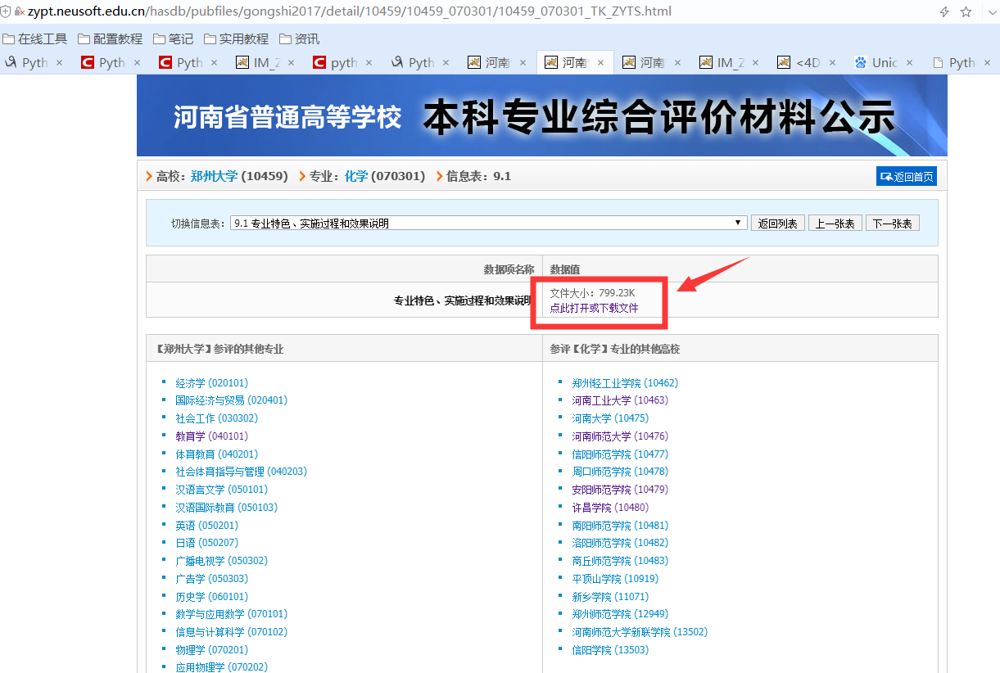 zypt.neusoft.edu.cn/hasdb/pubfiles/gongshi2017/detail/10459/10459_070301/10459_070301_TK_ZYTS.html
在线工具 配置教程 笔记 实用教程 资讯
Pyth × Pyth × Pyth × IM_Z × pyth × Pyth × 河南 × 河南 × 河南 × IM_Z × <4D × Unic × Pyth ×
河南省普通高等学校 本科专业综合评价材料公示
高校：郑州大学 (10459) 专业：化学 (070301) 信息表：9.1 返回首页
切换信息表： 9.1 专业特色、实施过程和效果说明 返回列表 上一张表 下一张表
数据项名称 数据值
专业特色、实施过程和效果说明
文件大小：799.23K
点此打开或下载文件
【郑州大学】参评的其他专业
经济学 (020101)
国际经济与贸易 (020401)
社会工作 (030302)
教育学 (040101)
体育教育 (040201)
社会体育指导与管理 (040203)
汉语言文学 (050101)
汉语国际教育 (050103)
英语 (050201)
日语 (050207)
广播电视学 (050302)
广告学 (050303)
历史学 (060101)
数学与应用数学 (070101)
信息与计算科学 (070102)
物理学 (070201)
应用物理学 (070202)
参评【化学】专业的其他高校
郑州轻工业学院 (10462)
河南工业大学 (10463)
河南大学 (10475)
河南师范大学 (10476)
信阳师范学院 (10477)
周口师范学院 (10478)
安阳师范学院 (10479)
许昌学院 (10480)
南阳师范学院 (10481)
洛阳师范学院 (10482)
商丘师范学院 (10483)
平顶山学院 (10919)
新乡学院 (11071)
郑州师范学院 (12949)
河南师范大学新联学院 (13502)
信阳学院 (13503)